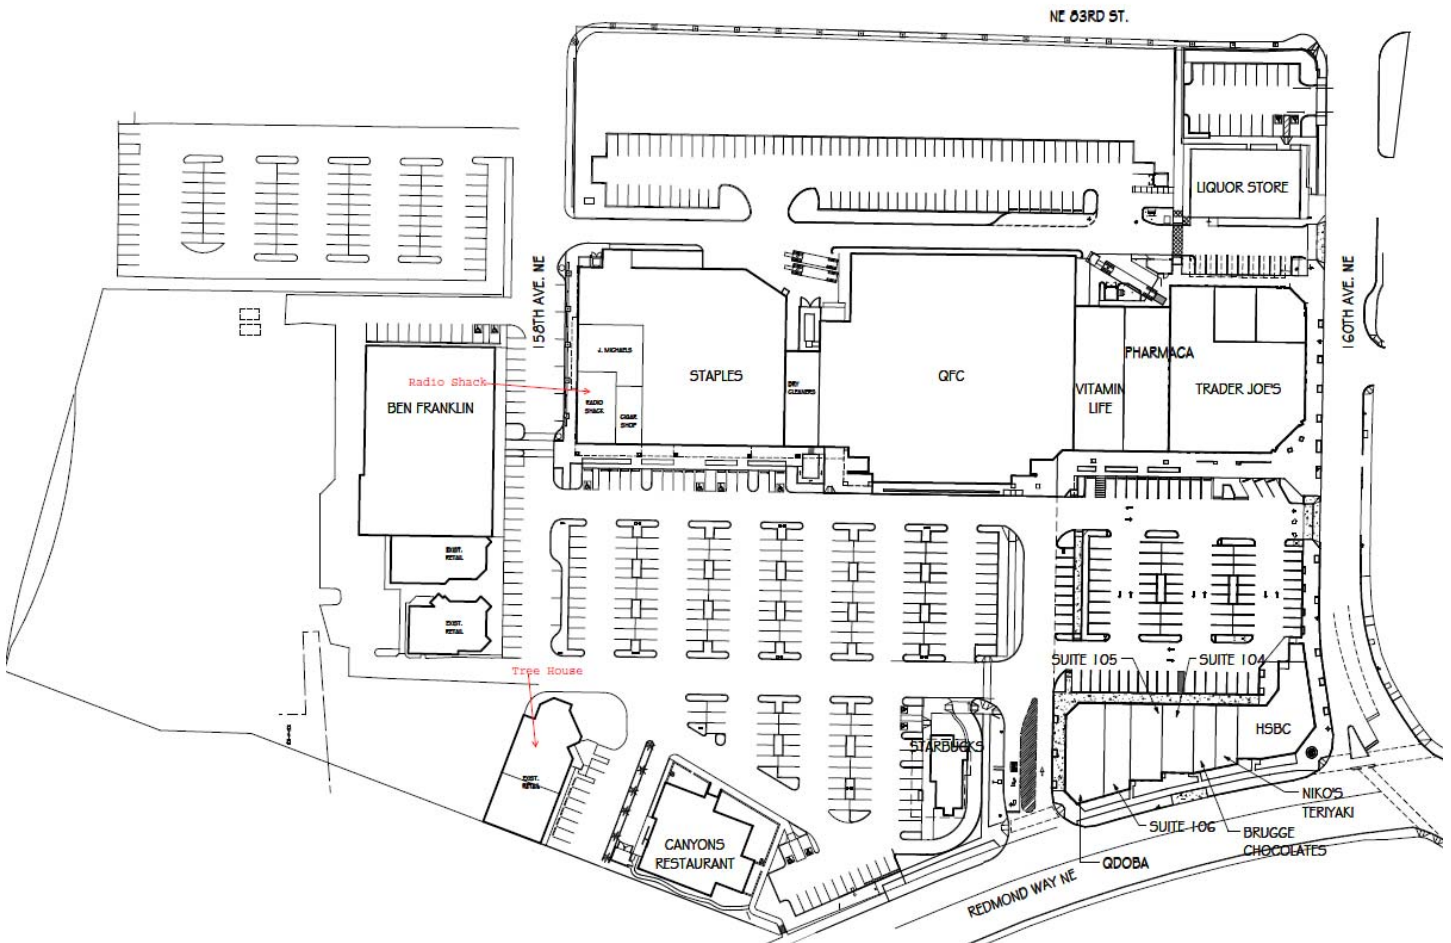 NE 83RD ST.
LIQUOR STORE
158TH AVE. NE
160TH AVE. NE
J. MICHAELS
STAPLES
QFC
PHARMACA
VITAMIN
LIFE
TRADER JOE'S
DRY
CLEANERS
Radio Shack
BEN FRANKLIN
RADIO
SHACK
CIGAR
SHOP
EXIST.
RETAIL
EXIST.
RETAIL
Tree House
SUITE 105
SUITE 104
HSBC
STARBUCKS
EXIST.
RETAIL
NIKO'S
TERIYAKI
SUITE 106
BRUGGE
CHOCOLATES
CANYONS
RESTAURANT
QDOBA
REDMOND WAY NE